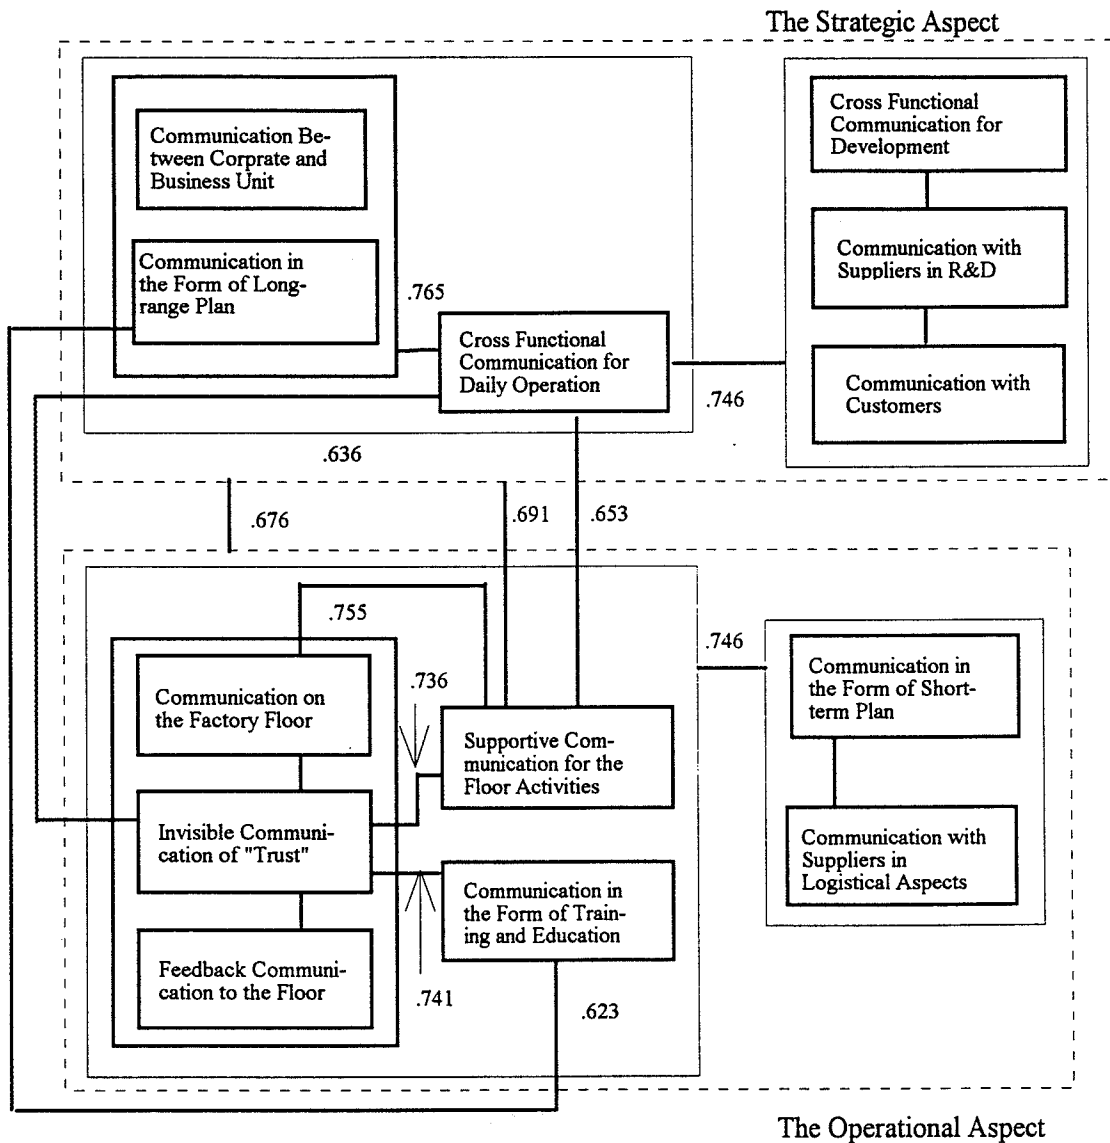 The Strategic Aspect
Communication Be-
tween Corprate and
Business Unit
Communication in
the Form of Long-
range Plan
.765
Cross Functional
Communication for
Daily Operation
.746
Cross Functional
Communication for
Development
Communication with
Suppliers in R&D
Communication with
Customers
.636
.676
.691
.653
.755
Communication on
the Factory Floor
.736
Supportive Com-
munication for the
Floor Activities
Invisible Communi-
cation of "Trust"
Communication in
the Form of Train-
ing and Education
Feedback Communi-
cation to the Floor
.741
.623
.746
Communication in
the Form of Short-
term Plan
Communication with
Suppliers in
Logistical Aspects
The Operational Aspect